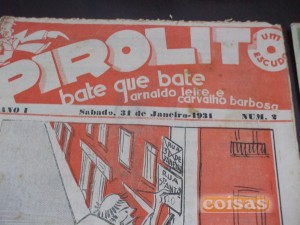 PIROLITO
UM ESCUDO
bate que bate
arnaldo leite e
carvalho barbosa
ANO I
Sabado, 31 de Janeiro-1931
NUM. 2
coisas